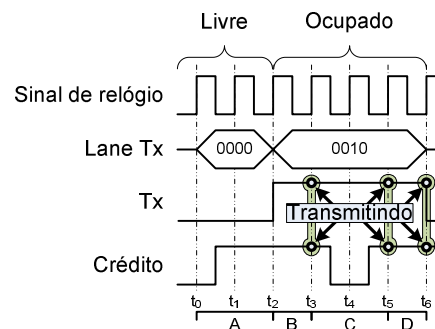 Livre Ocupado
Sinal de relógio
Lane Tx 0000 0010
Tx
Transmitindo
Crédito
t0 t1 t2 t3 t4 t5 t6
A B C D